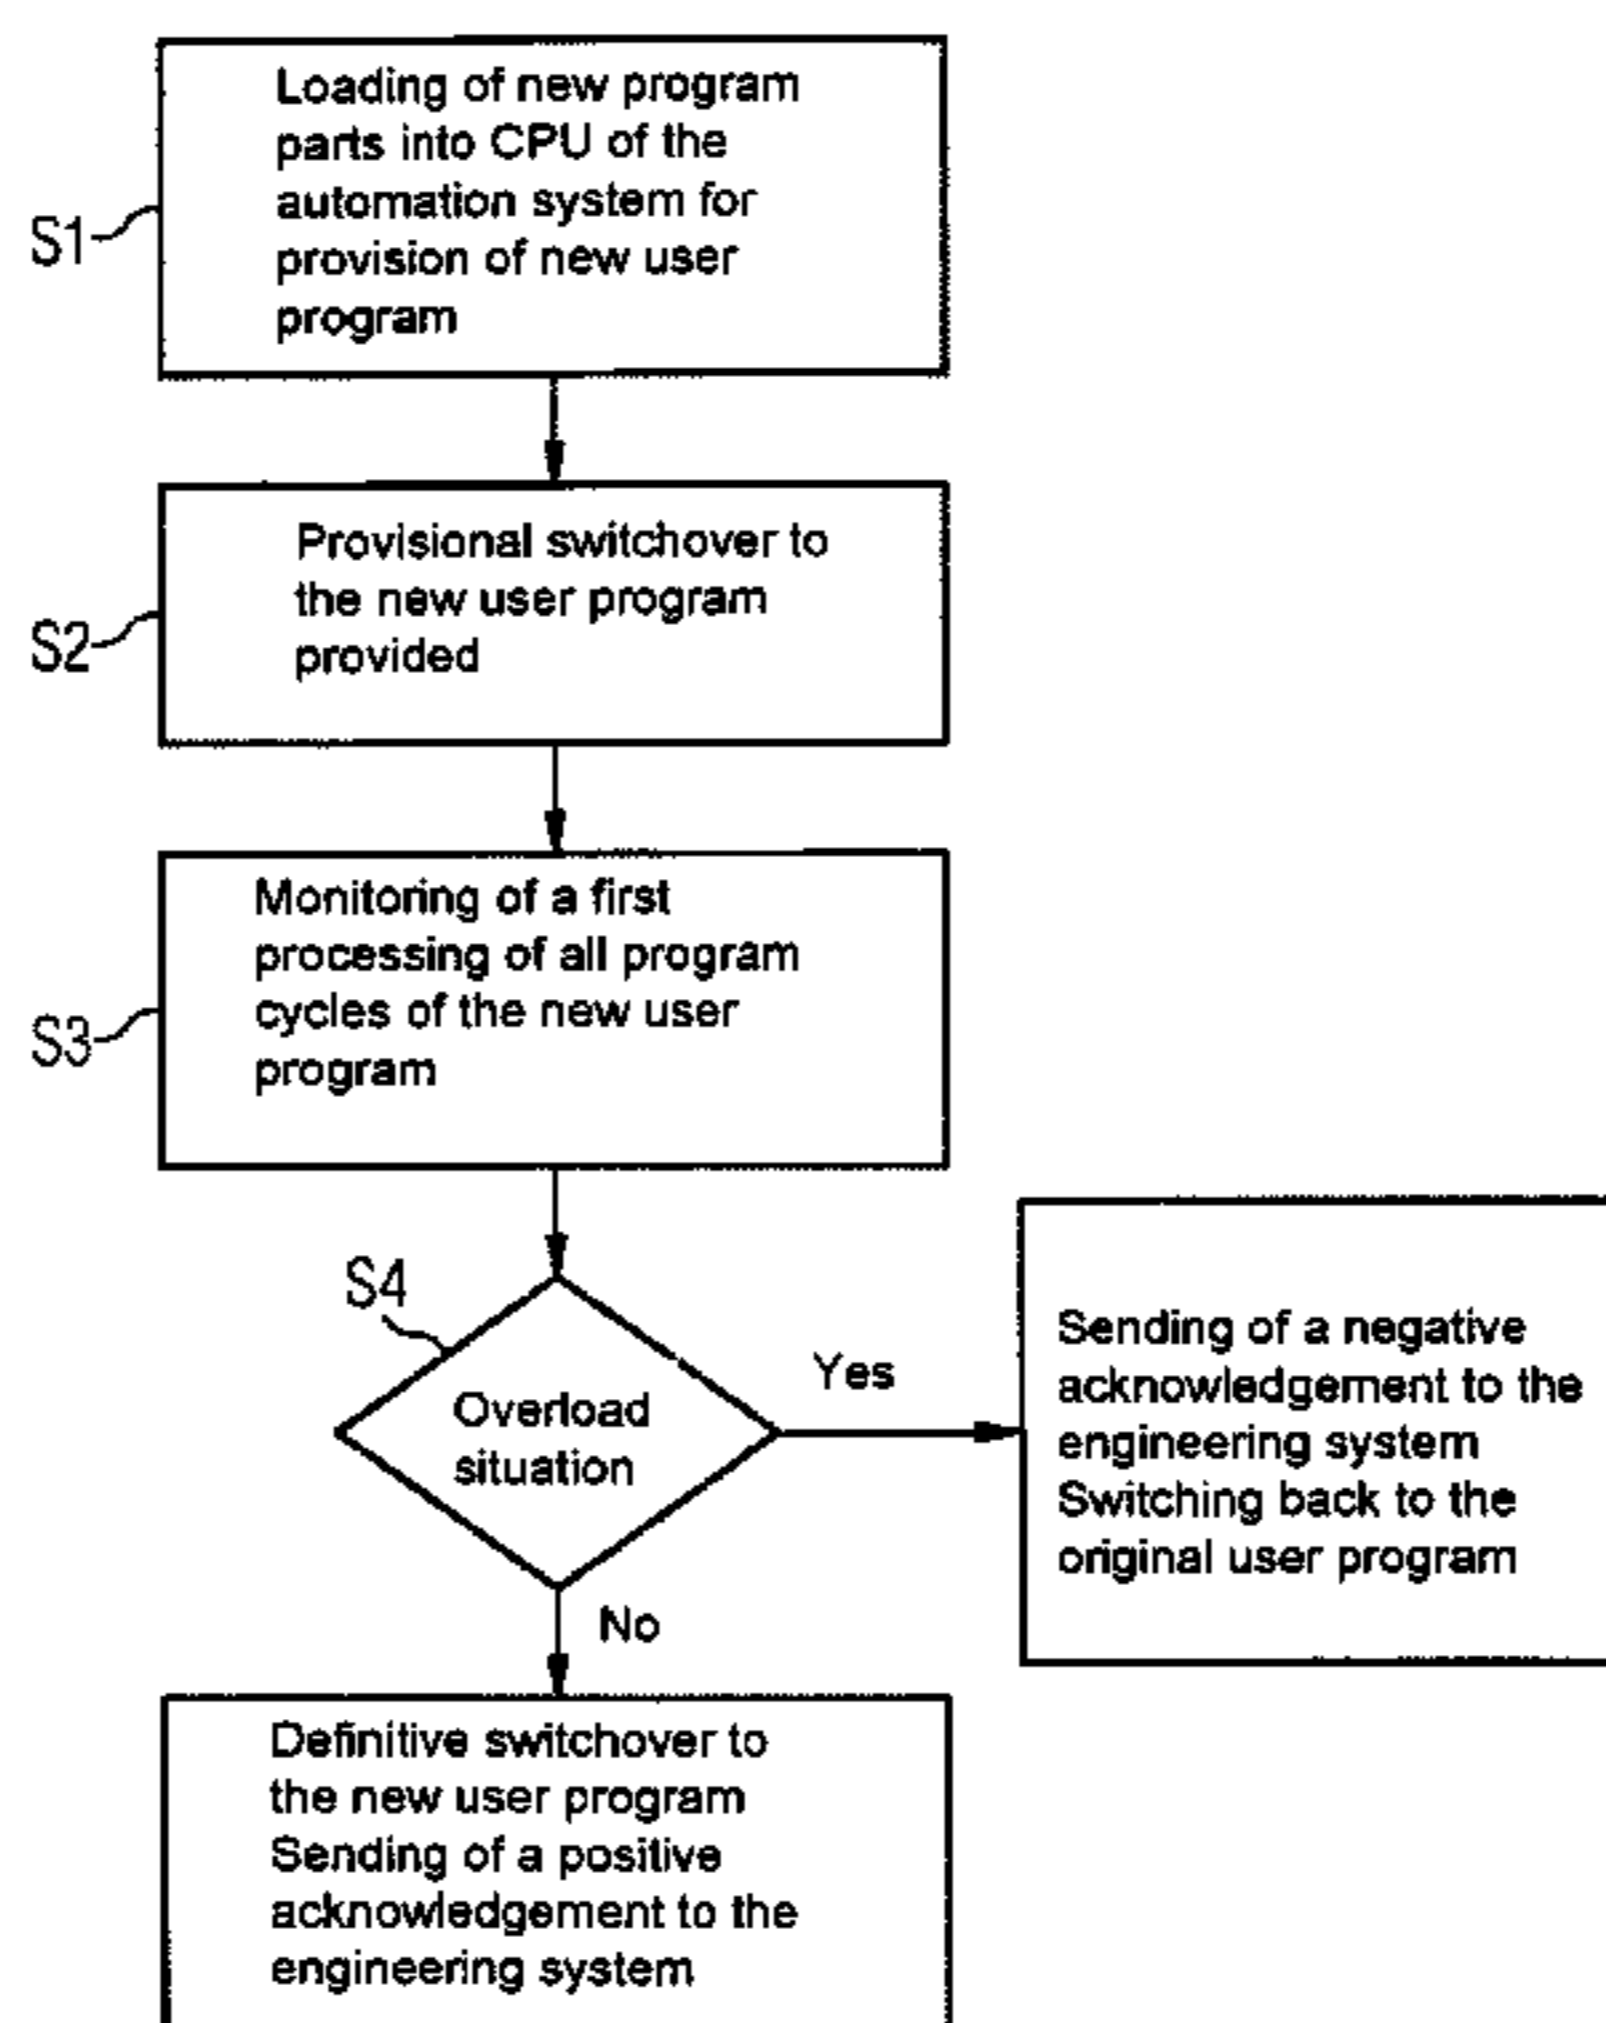 Loading of new program
parts into CPU of the
automation system for
provision of new user
program
S1
Provisional switchover to
the new user program
provided
S2
Monitoring of a first
processing of all program
cycles of the new user
program
S3
S4
Overload
situation
Yes
Sending of a negative
acknowledgement to the
engineering system
Switching back to the
original user program
No
Definitive switchover to
the new user program
Sending of a positive
acknowledgement to the
engineering system